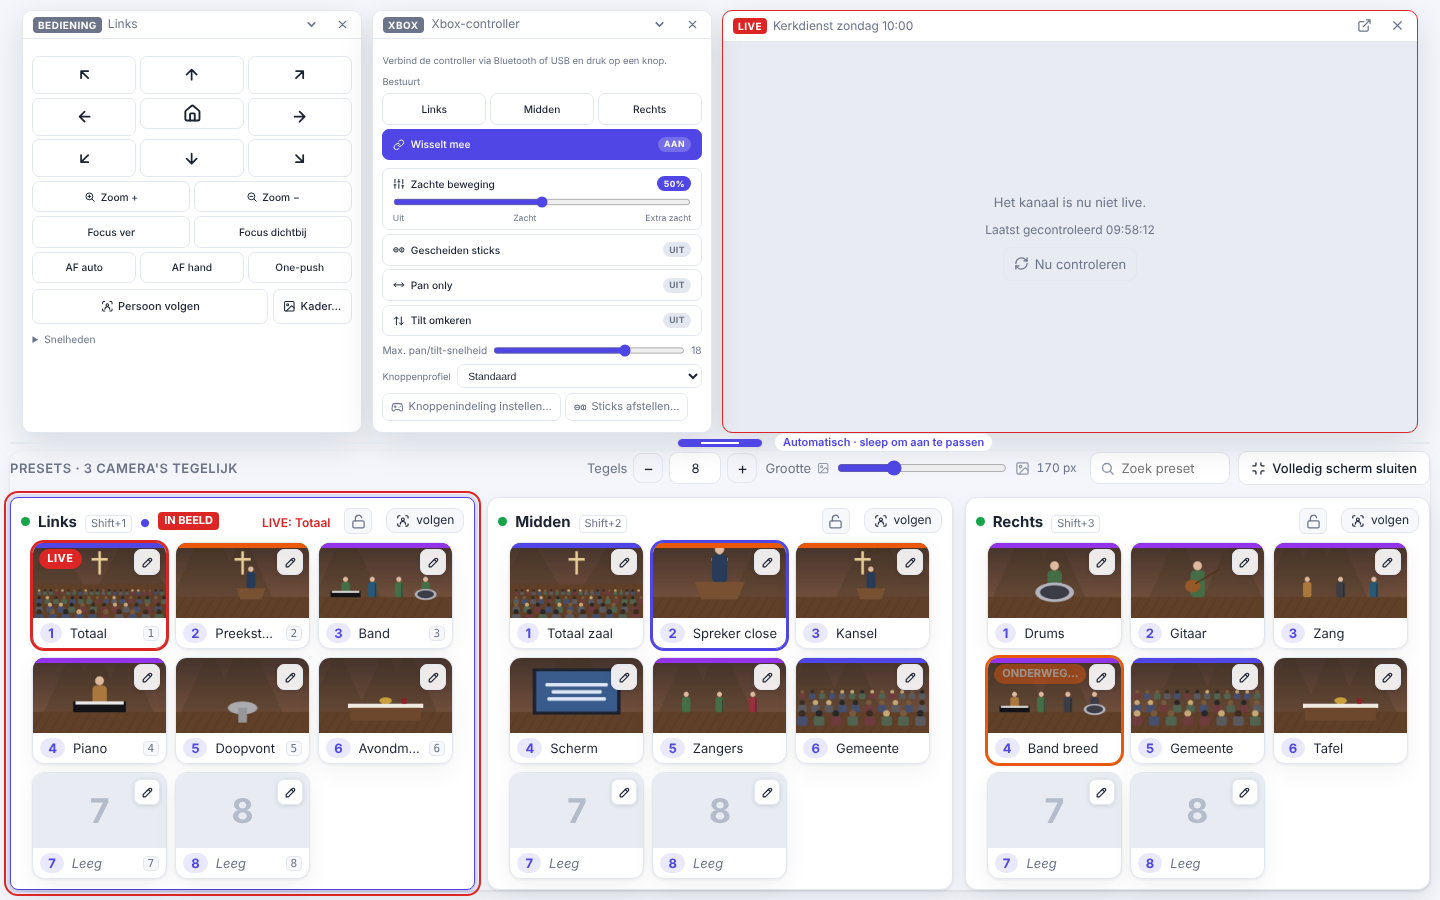 BEDIENING Links
Zoom +
Zoom −
Focus ver
Focus dichtbij
AF auto
AF hand
One-push
Persoon volgen
Kader...
Snelheden
XBOX Xbox-controller
Verbind de controller via Bluetooth of USB en druk op een knop.
Bestuurt
Links
Midden
Rechts
Wisselt mee AAN
Zachte beweging 50%
Uit Zacht Extra zacht
Gescheiden sticks UIT
Pan only UIT
Tilt omkeren UIT
Max. pan/tilt-snelheid 18
Knoppenprofiel Standaard
Knoppenindeling instellen...
Sticks afstellen...
LIVE Kerkdienst zondag 10:00
Het kanaal is nu niet live.
Laatst gecontroleerd 09:58:12
Nu controleren
Automatisch · sleep om aan te passen
PRESETS · 3 CAMERA'S TEGELIJK
Tegels − 8 + Grootte 170 px
Zoek preset
Volledig scherm sluiten
Links Shift+1 IN BEELD LIVE: Totaal volgen
LIVE
1 Totaal 1
2 Preekst... 2
3 Band 3
4 Piano 4
5 Doopvont 5
6 Avondm... 6
7
7 Leeg 7
8
8 Leeg 8
Midden Shift+2 volgen
1 Totaal zaal
2 Spreker close
3 Kansel
4 Scherm
5 Zangers
6 Gemeente
7
7 Leeg
8
8 Leeg
Rechts Shift+3 volgen
1 Drums
2 Gitaar
3 Zang
ONDERWEG...
4 Band breed
5 Gemeente
6 Tafel
7
7 Leeg
8
8 Leeg